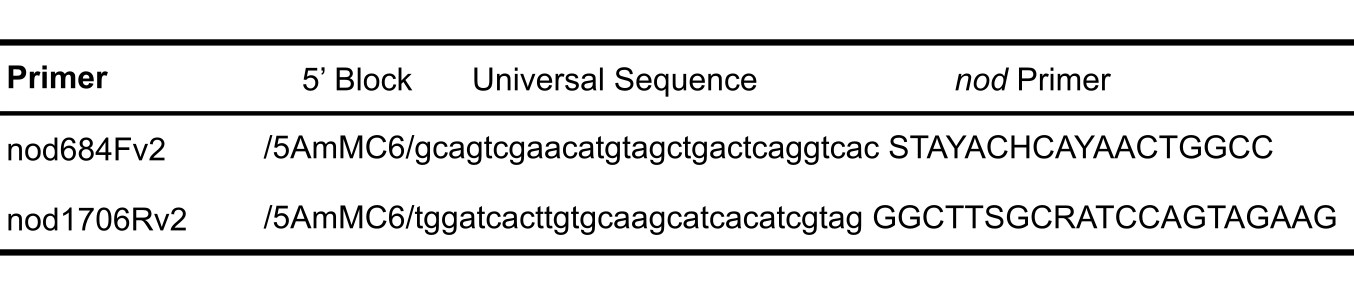 Primer 5’ Block Universal Sequence nod Primer
nod684Fv2 /5AmMC6/gcagtcgaacatgtagctgactcaggtcac STAYACHCAYAACTGGCC
nod1706Rv2 /5AmMC6/tggatcacttgtgcaagcatcacatcgtag GGCTTSGCRATCCAGTAGAAG